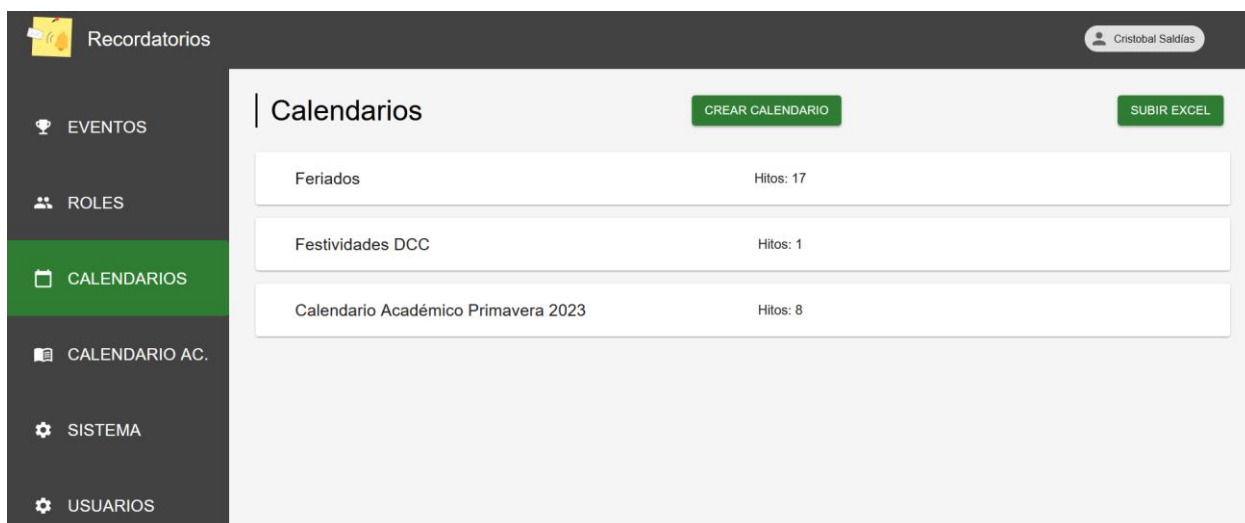 Recordatorios
Cristobal Saldías
EVENTOS
ROLES
CALENDARIOS
CALENDARIO AC.
SISTEMA
USUARIOS
Calendarios
CREAR CALENDARIO
SUBIR EXCEL
Feriados
Hitos: 17
Festividades DCC
Hitos: 1
Calendario Académico Primavera 2023
Hitos: 8